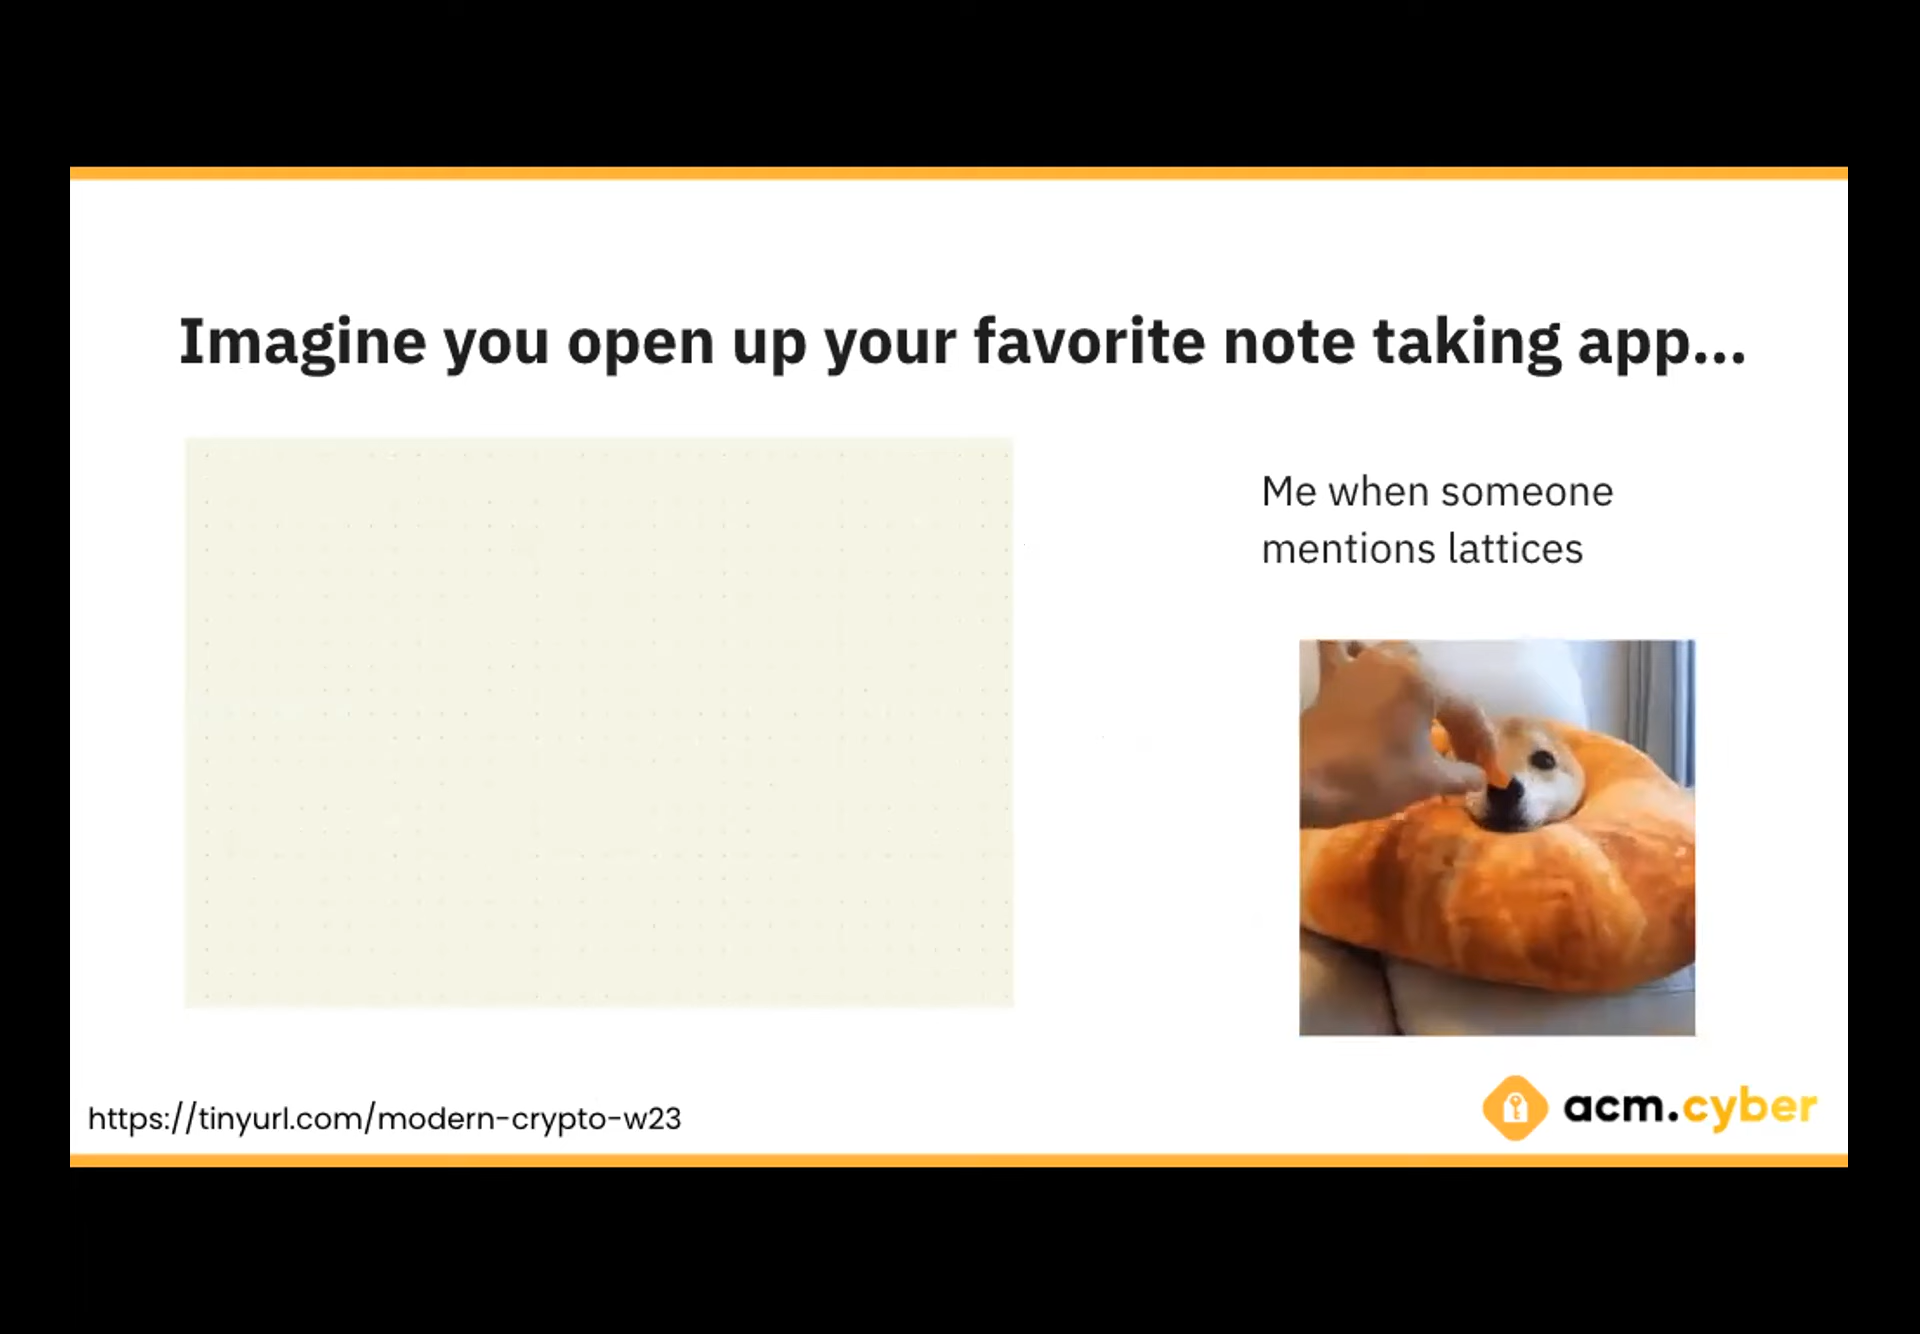 Imagine you open up your favorite note taking app...
Me when someone
mentions lattices
https://tinyurl.com/modern-crypto-w23
acm.cyber